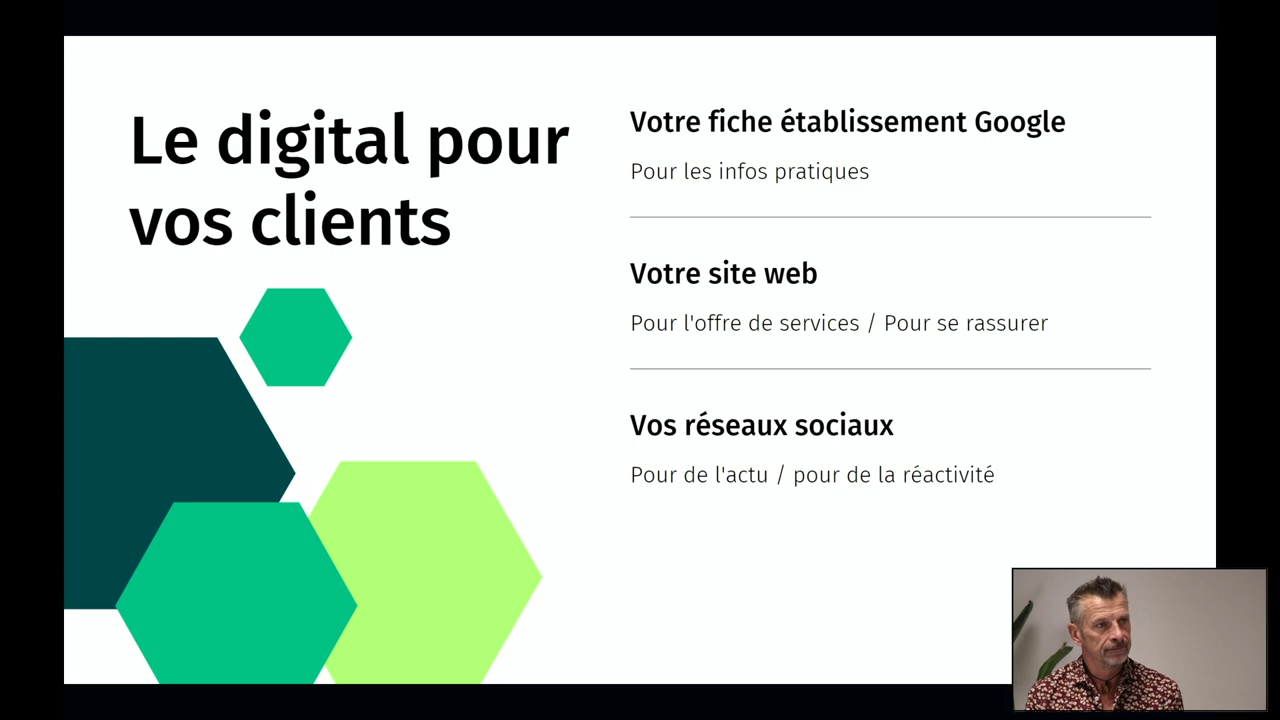 Le digital pour
vos clients
Votre fiche établissement Google
Pour les infos pratiques
Votre site web
Pour l'offre de services / Pour se rassurer
Vos réseaux sociaux
Pour de l'actu / pour de la réactivité